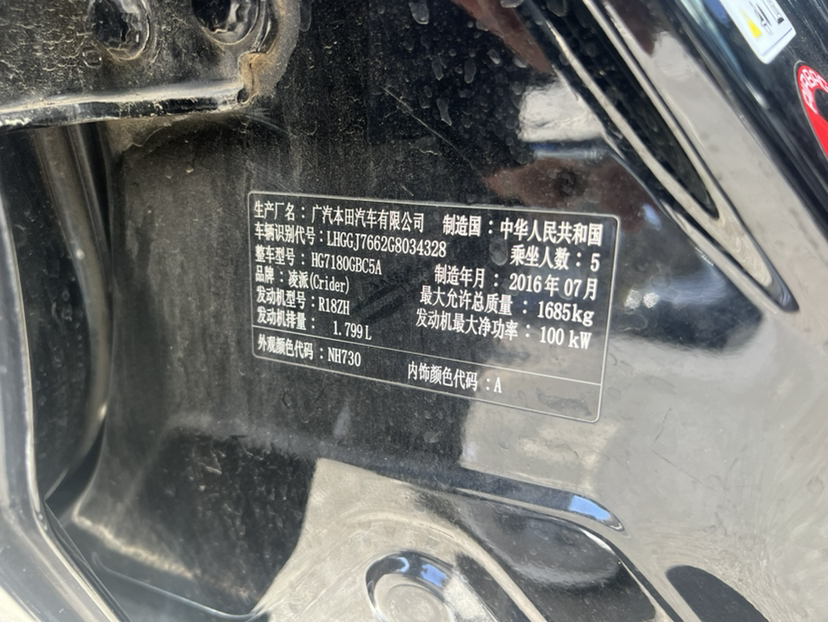 生产厂名：广汽本田汽车有限公司 制造国：中华人民共和国
车辆识别代号：LHGGJ7662G8034328 乘坐人数：5
整车型号：HG7180GBC5A 制造年月：2016年07月
品牌：凌派(Crider) 最大允许总质量：1685kg
发动机型号：R18ZH 发动机最大净功率：100kW
发动机排量：1.799L
外观颜色代码：NH730 内饰颜色代码：A